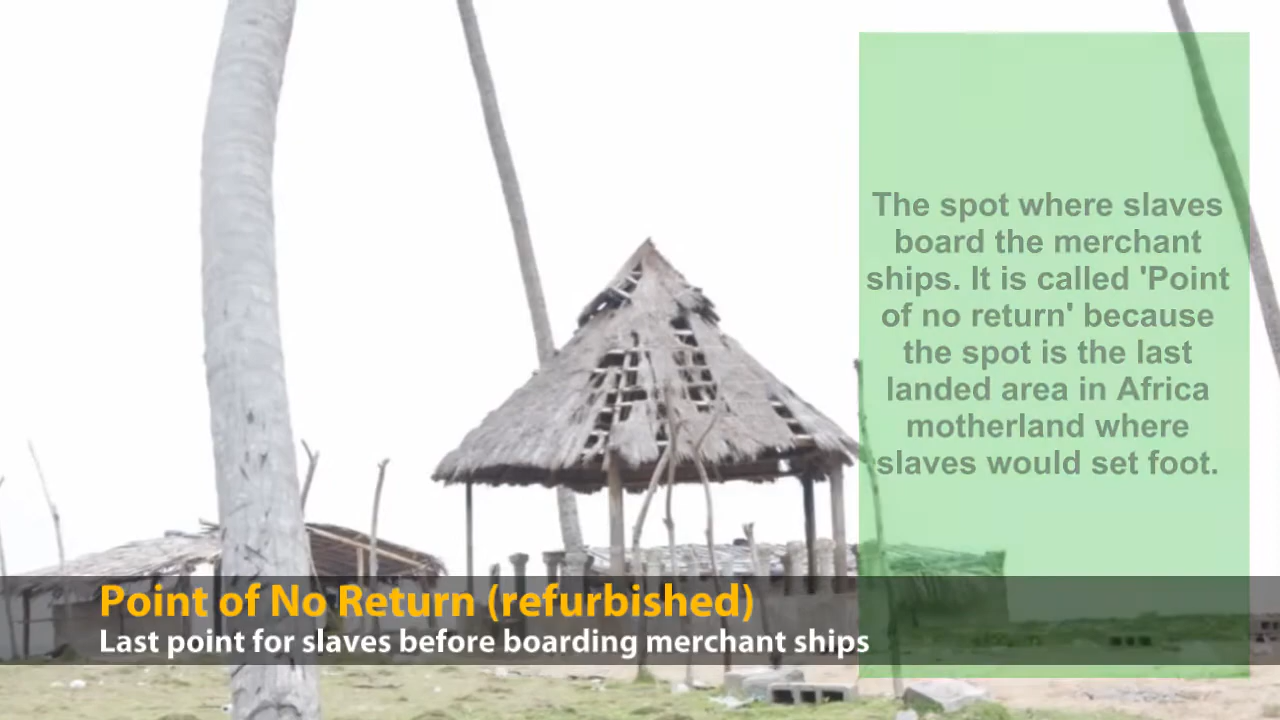 The spot where slaves
board the merchant
ships. It is called 'Point
of no return' because
the spot is the last
landed area in Africa
motherland where
slaves would set foot.
Point of No Return (refurbished)
Last point for slaves before boarding merchant ships